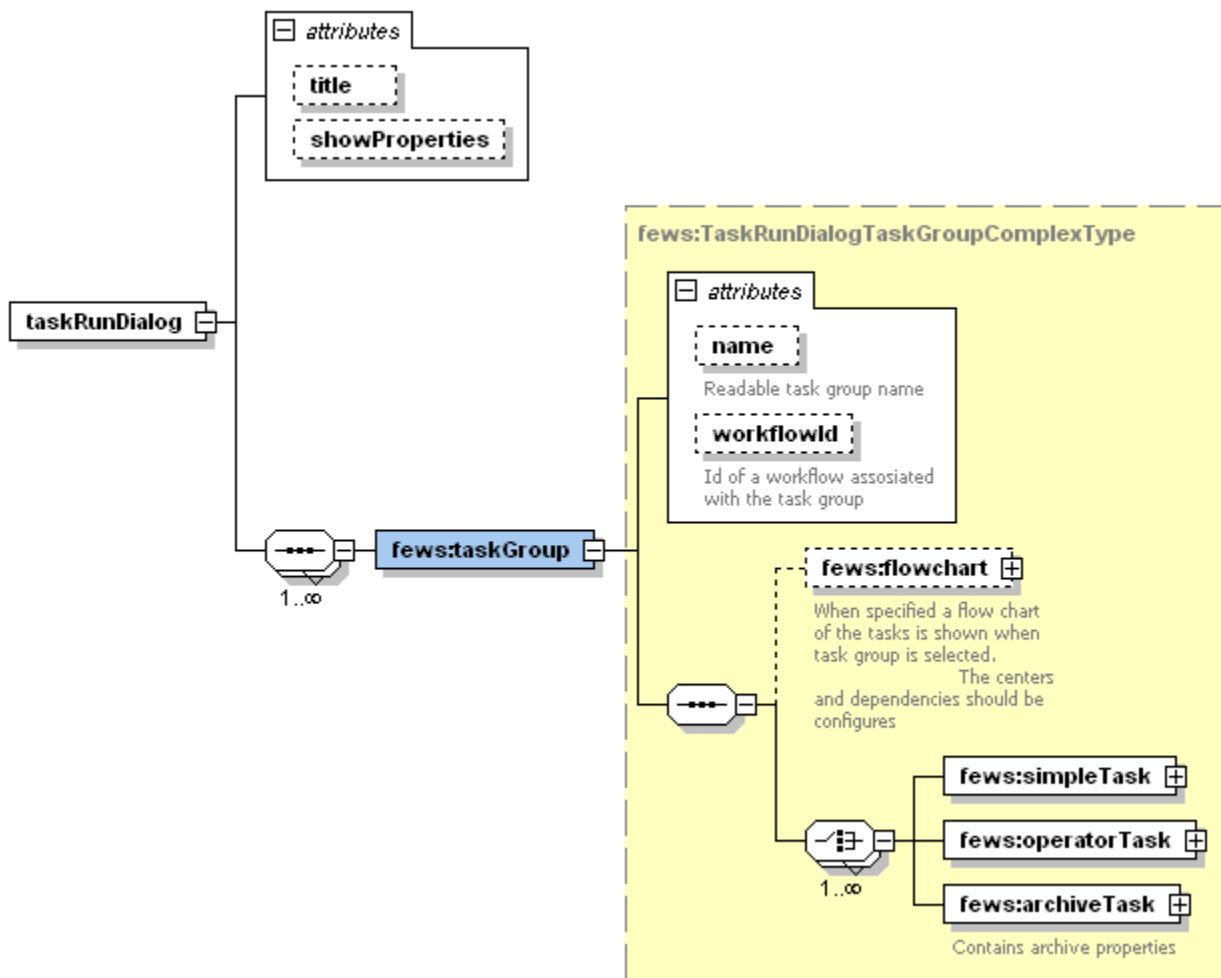 attributes
title
showProperties
fews:TaskRunDialogTaskGroupComplexType
attributes
taskRunDialog
name
Readable task group name
workflowId
Id of a workflow assosiated
with the task group
fews:taskGroup
1..∞
fews:flowchart
When specified a flow chart
of the tasks is shown when
task group is selected.
The centers
and dependencies should be
configures
fews:simpleTask
fews:operatorTask
1..∞
fews:archiveTask
Contains archive properties